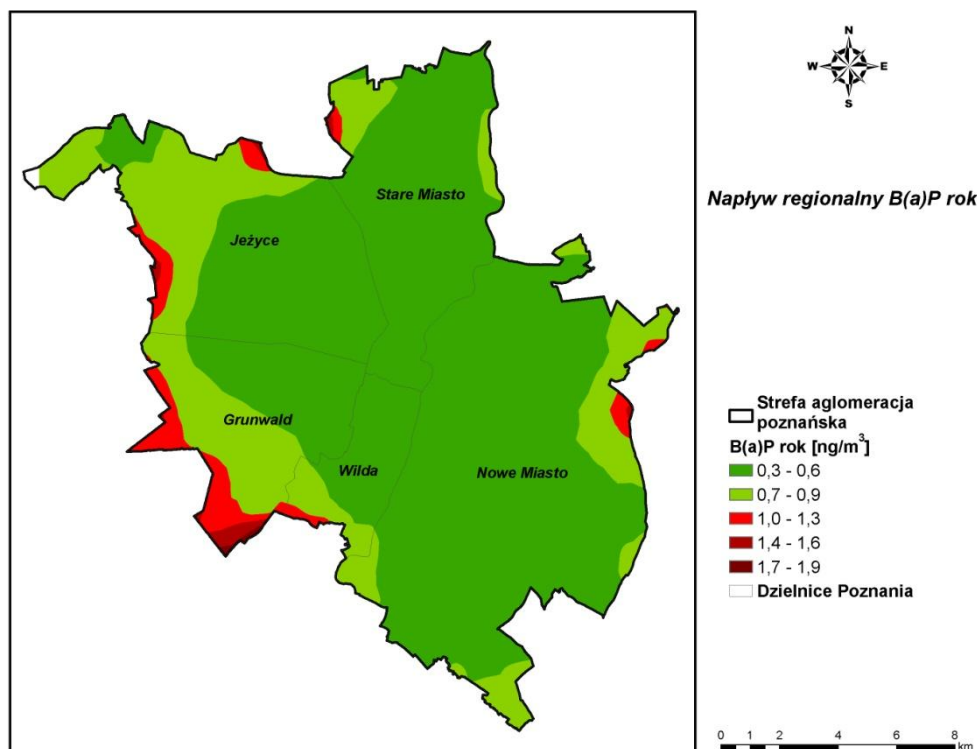 N
W E
S
Napływ regionalny B(a)P rok
Stare Miasto
Jeżyce
Grunwald
Wilda
Nowe Miasto
Strefa aglomeracja
poznańska
B(a)P rok [ng/m³]
0,3 - 0,6
0,7 - 0,9
1,0 - 1,3
1,4 - 1,6
1,7 - 1,9
Dzielnice Poznania
0 1 2 4 6 8
km